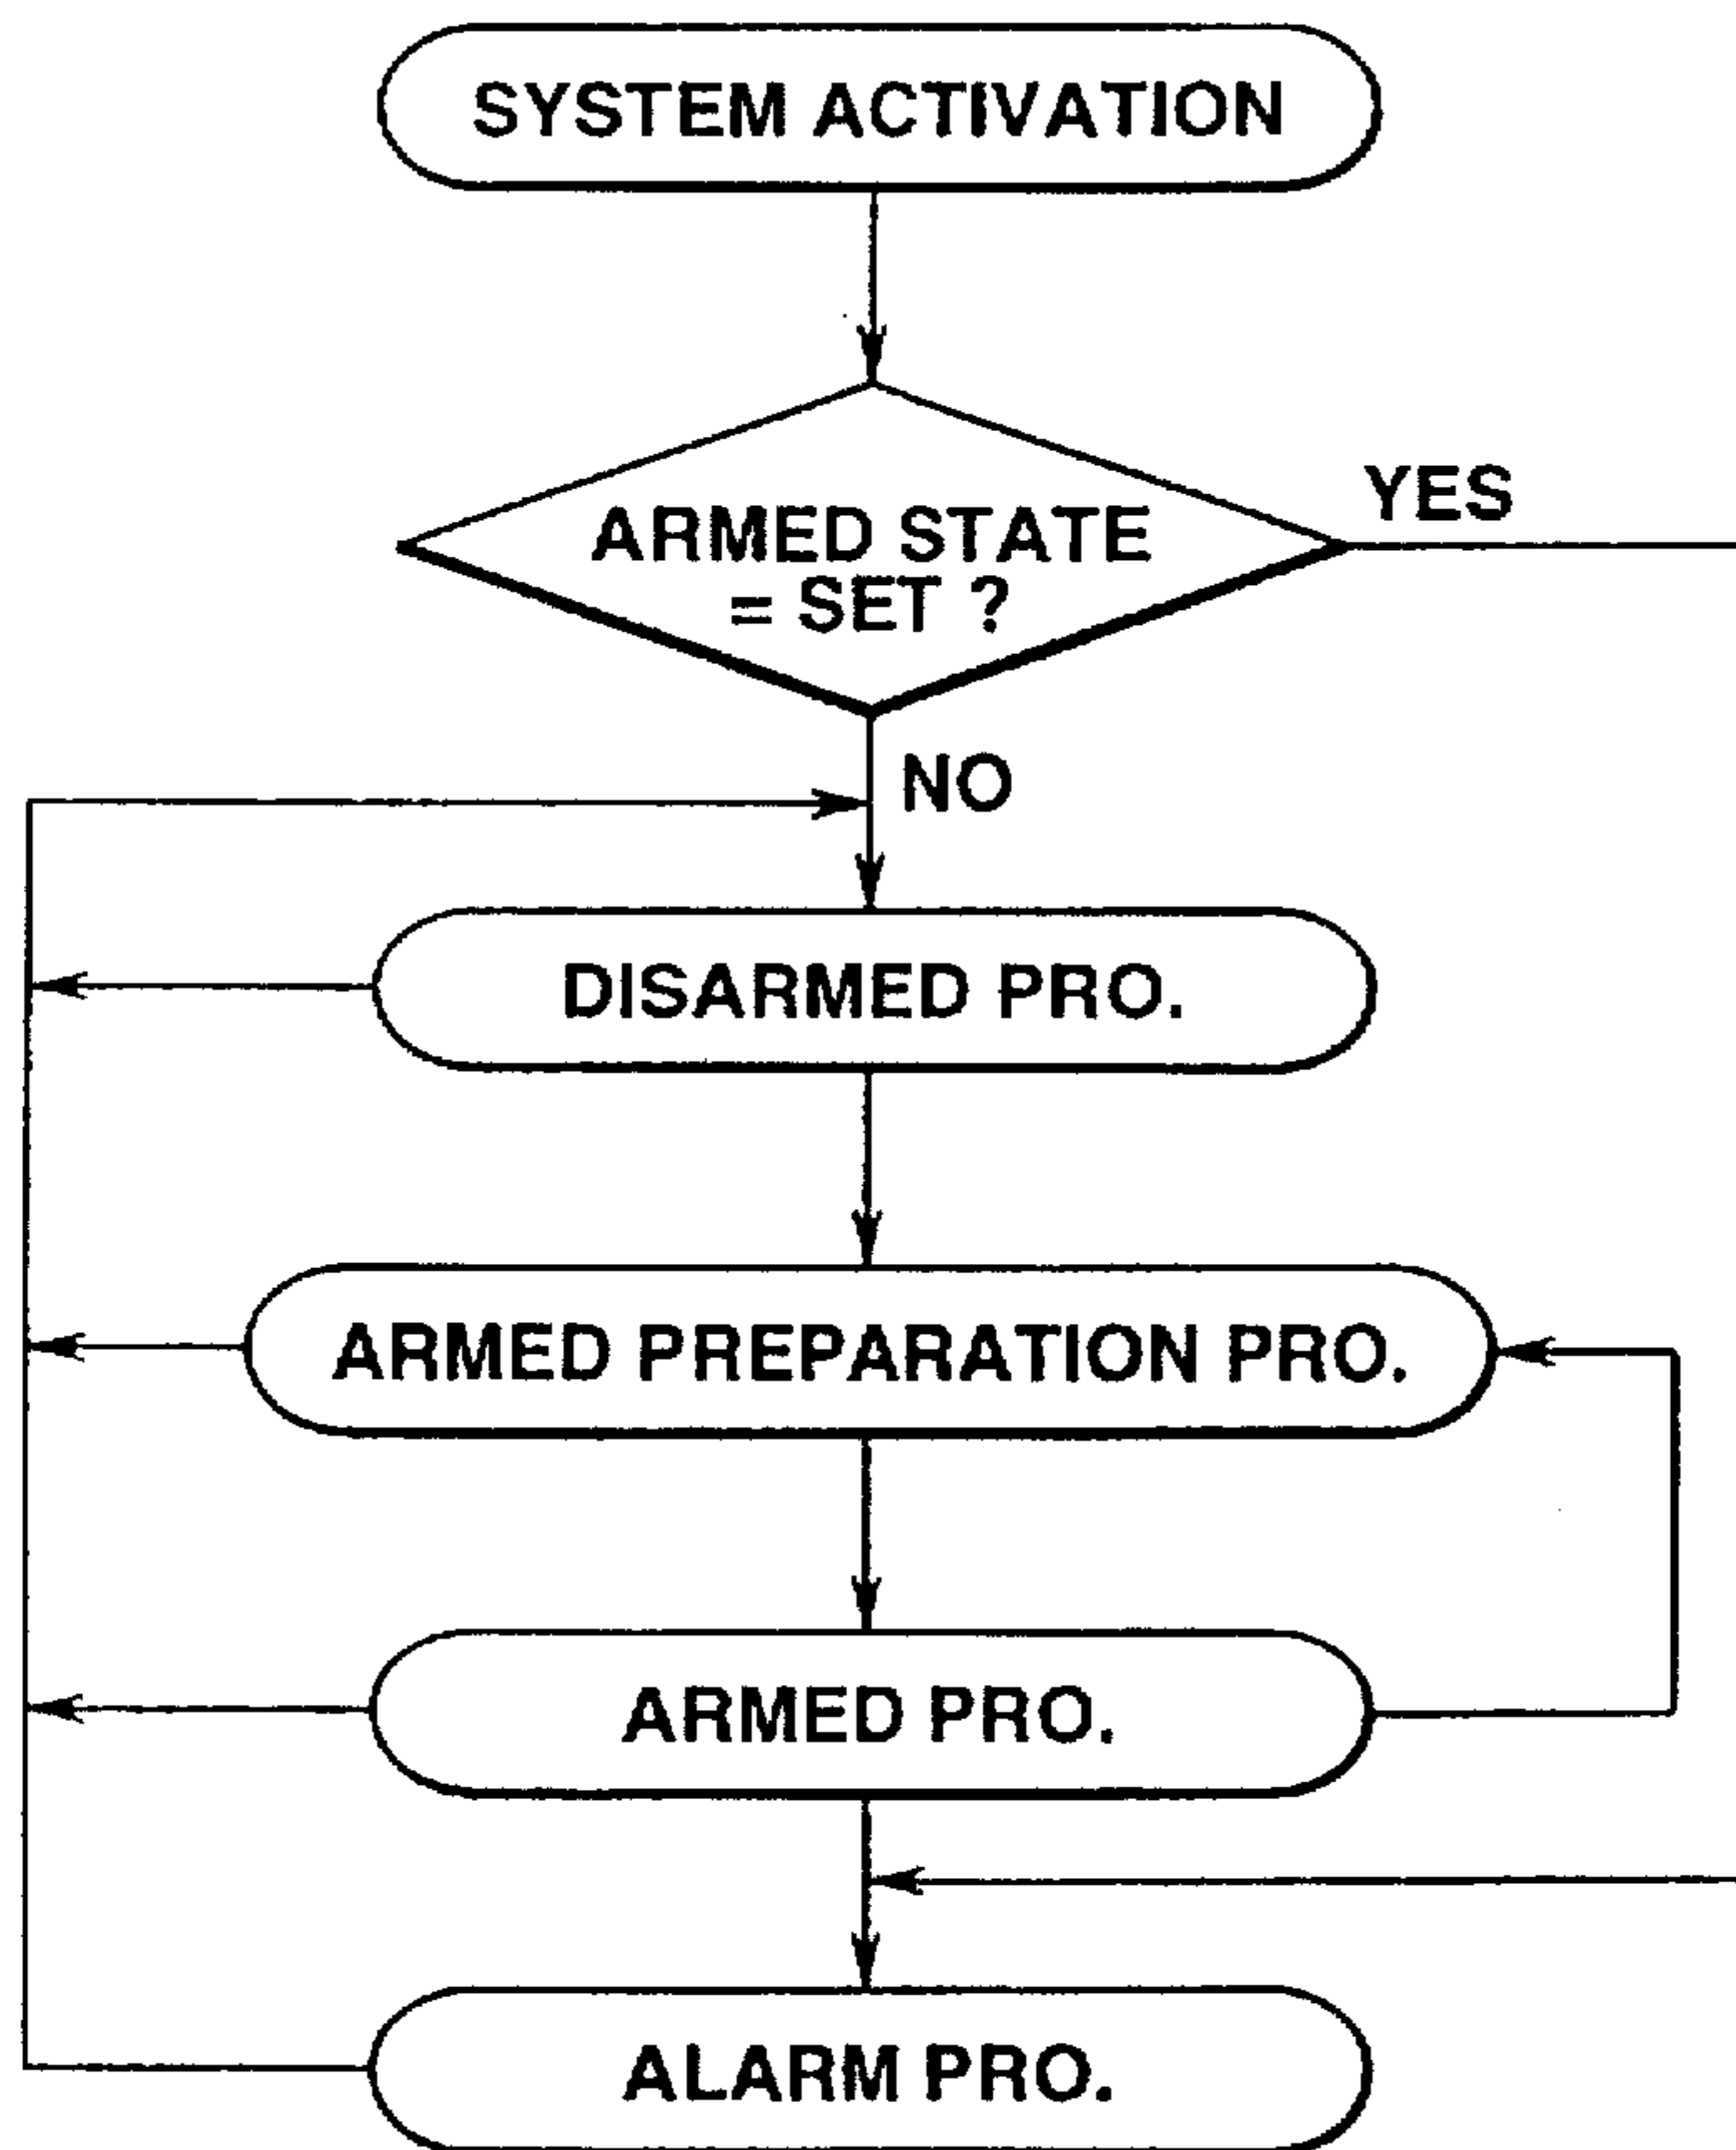 SYSTEM ACTIVATION
ARMED STATE
= SET ?
YES
NO
DISARMED PRO.
ARMED PREPARATION PRO.
ARMED PRO.
ALARM PRO.